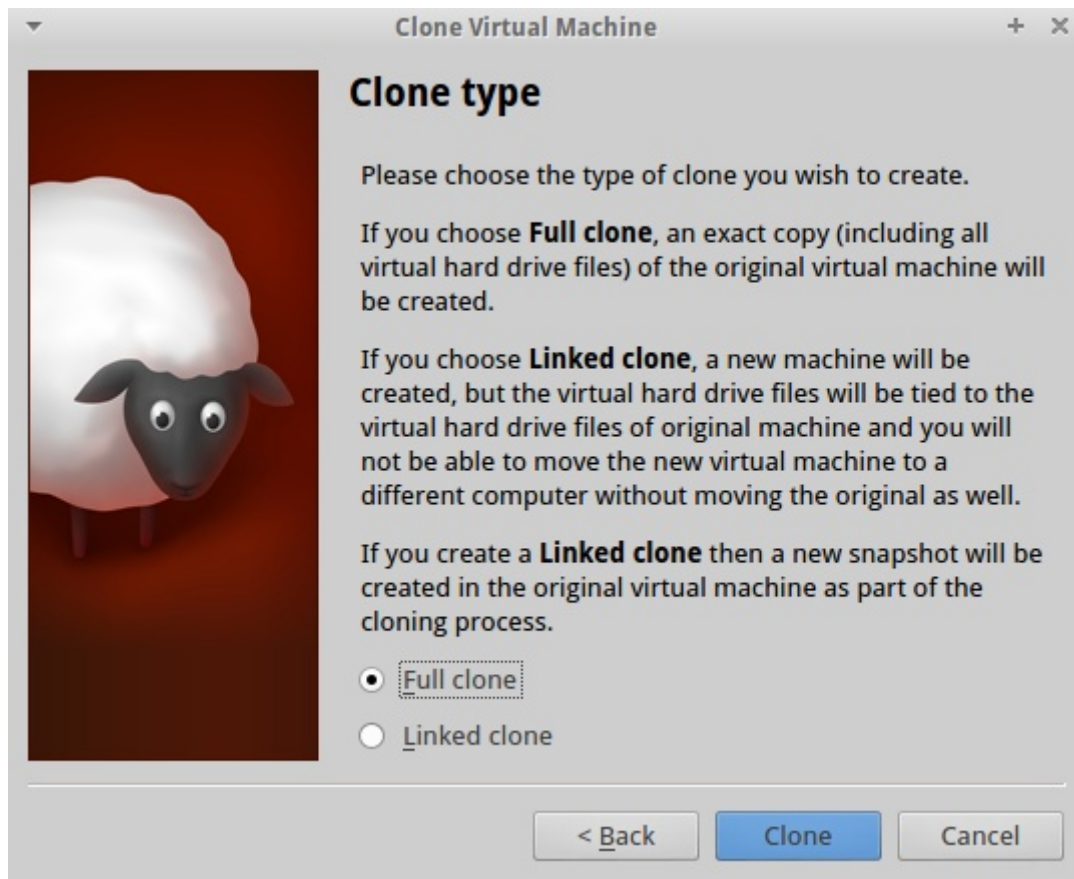 Clone Virtual Machine
Clone type
Please choose the type of clone you wish to create.
If you choose Full clone, an exact copy (including all
virtual hard drive files) of the original virtual machine will
be created.
If you choose Linked clone, a new machine will be
created, but the virtual hard drive files will be tied to the
virtual hard drive files of original machine and you will
not be able to move the new virtual machine to a
different computer without moving the original as well.
If you create a Linked clone then a new snapshot will be
created in the original virtual machine as part of the
cloning process.
Full clone
Linked clone
< Back Clone Cancel